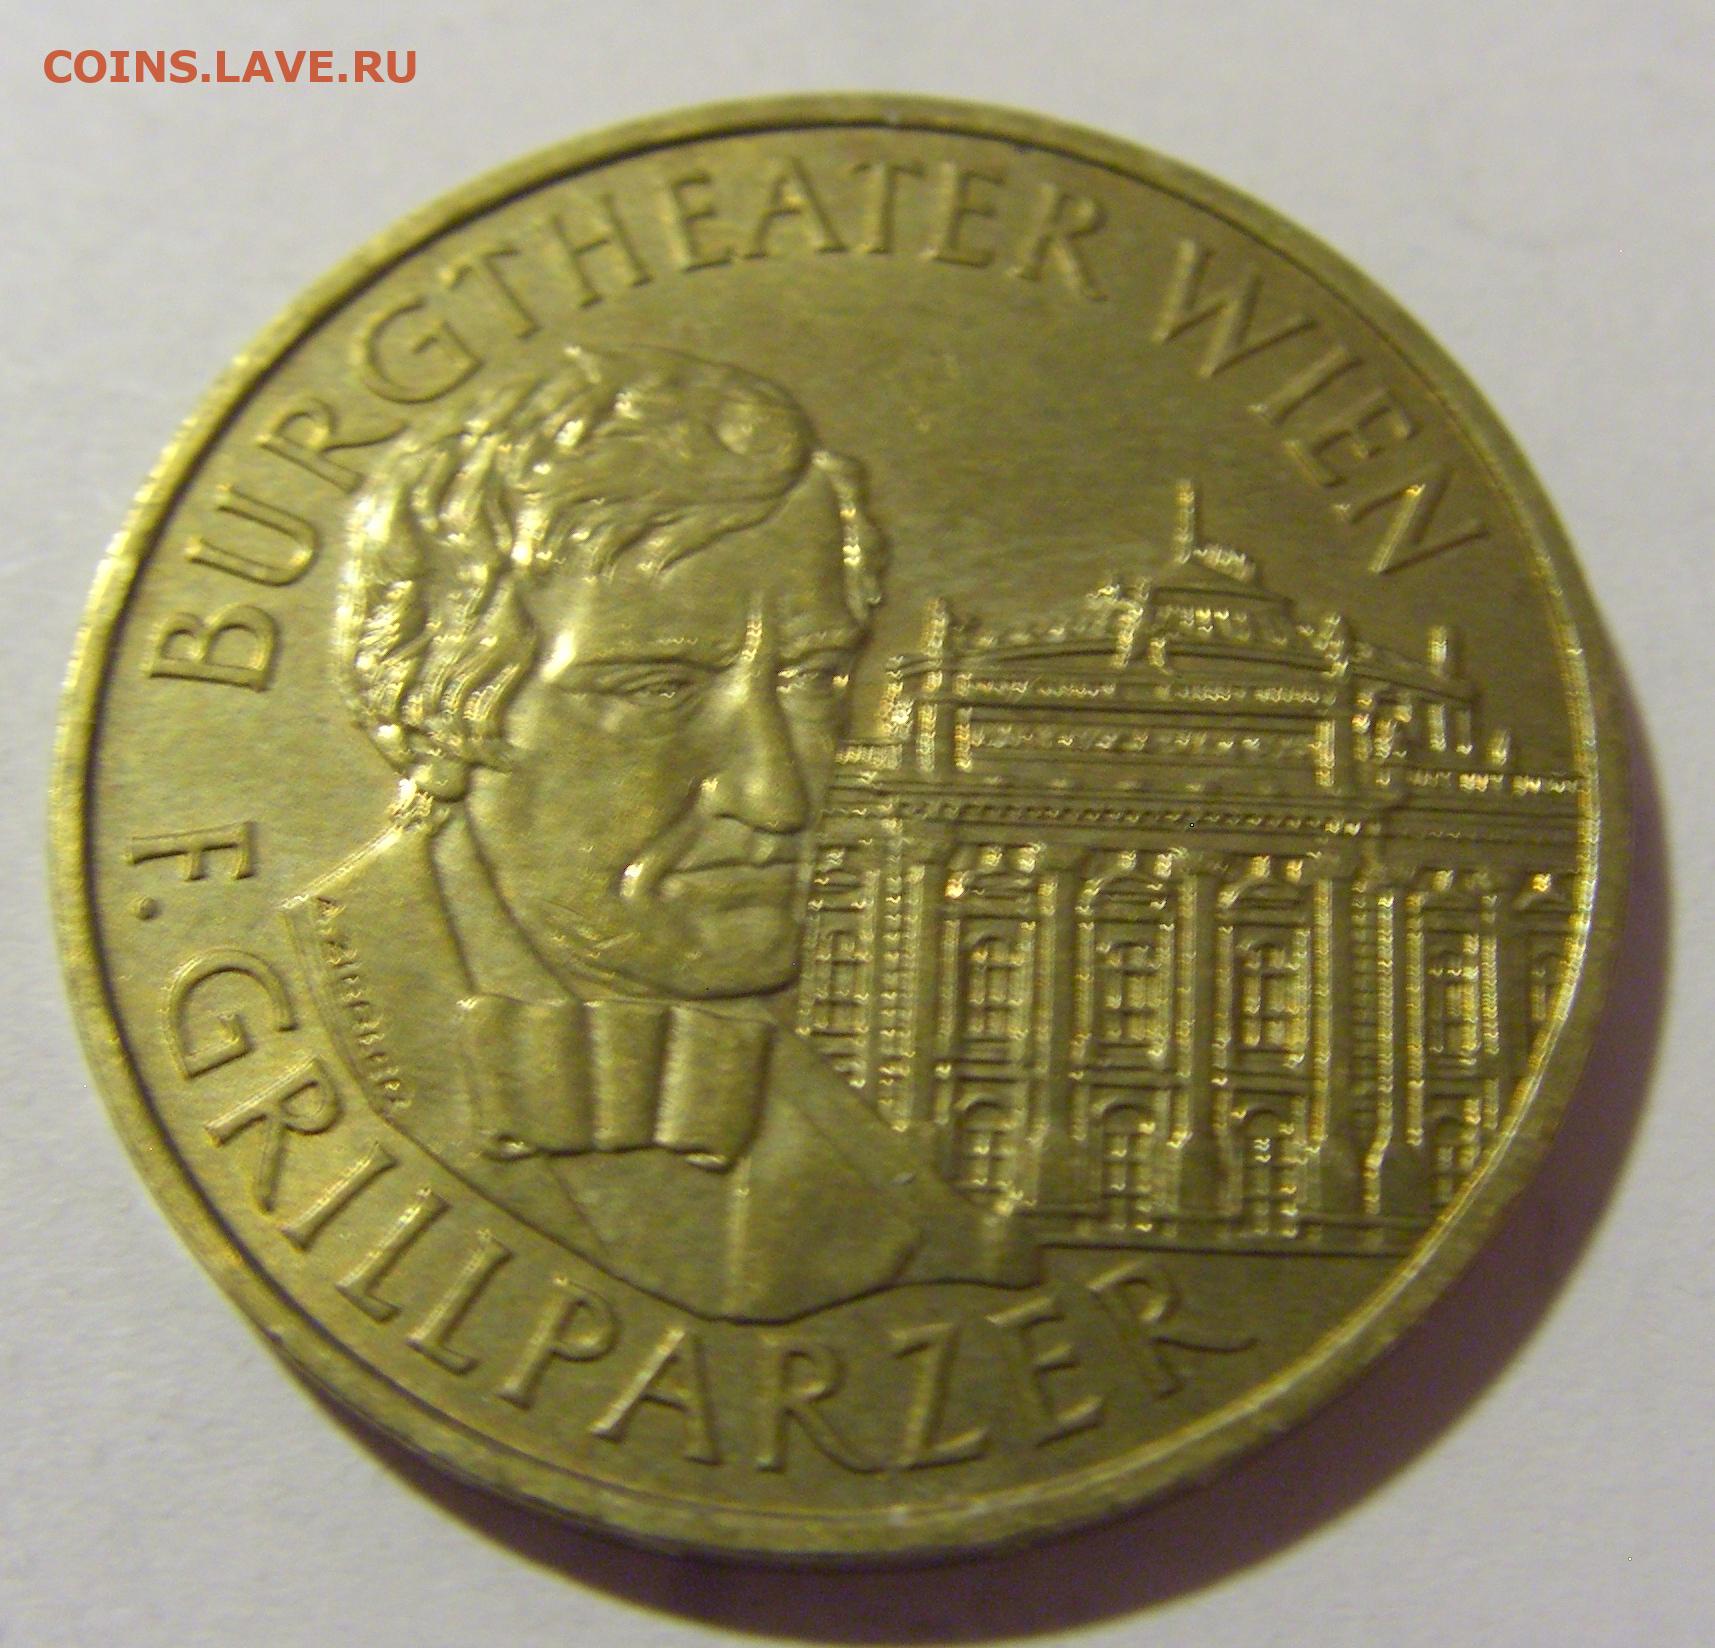 COINS.LAVE.RU
BURGTHEATER WIEN
F. GRILLPARZER